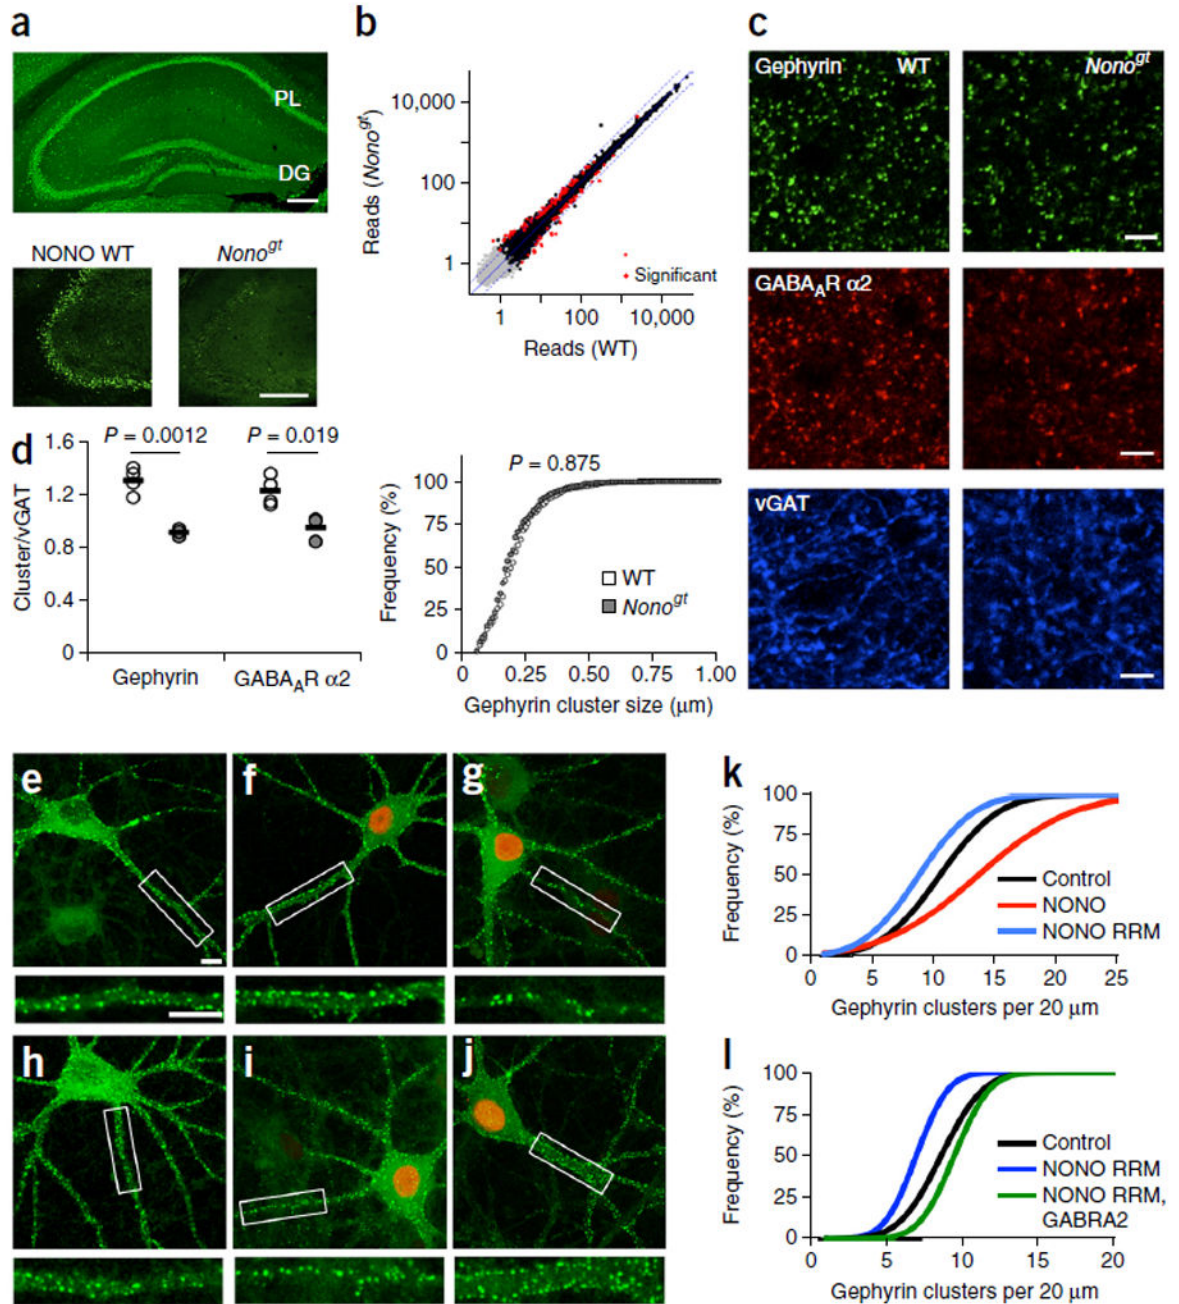 a
PL
DG
NONO WT
Nono^gt
b
10,000
100
1
Reads (Nono^gt)
Significant
1
100
10,000
Reads (WT)
c
Gephyrin
WT
Nono^gt
GABA_AR α2
vGAT
d
P = 0.0012
P = 0.019
1.6
1.2
0.8
0.4
0
Cluster/vGAT
Gephyrin
GABA_AR α2
P = 0.875
100
75
50
25
0
Frequency (%)
WT
Nono^gt
0
0.25
0.50
0.75
1.00
Gephyrin cluster size (μm)
e
f
g
h
i
j
k
100
75
50
25
0
Frequency (%)
Control
NONO
NONO RRM
0
5
10
15
20
25
Gephyrin clusters per 20 μm
l
100
75
50
25
0
Frequency (%)
Control
NONO RRM
NONO RRM,
GABRA2
0
5
10
15
20
Gephyrin clusters per 20 μm